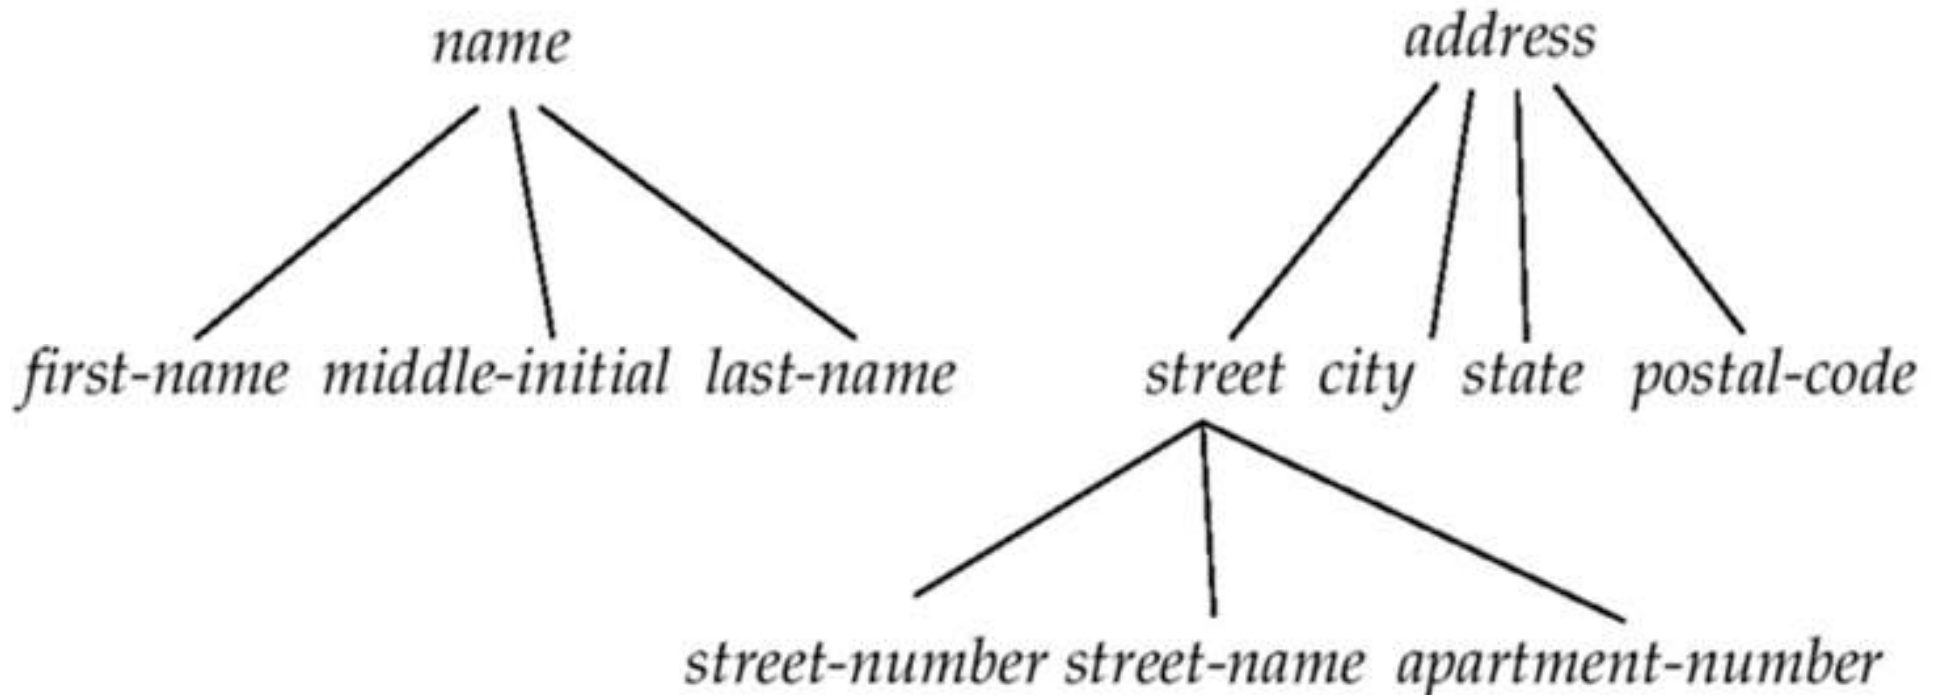 name address
first-name middle-initial last-name street city state postal-code
street-number street-name apartment-number